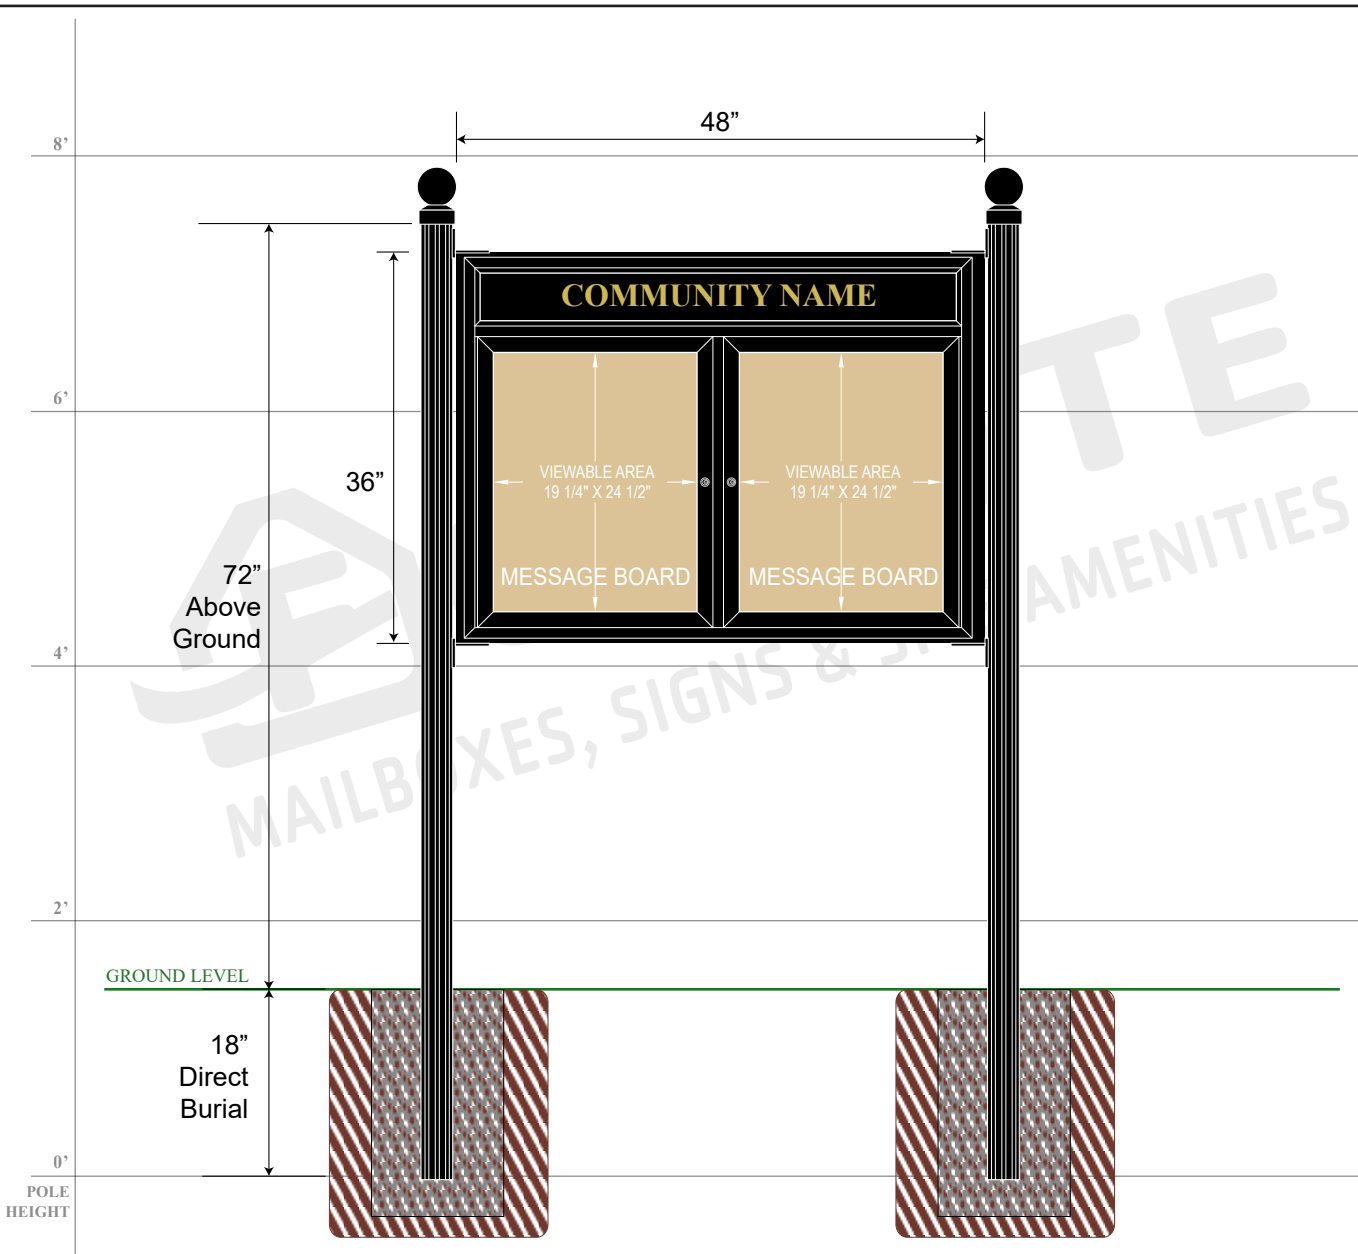 48”
8’
COMMUNITY NAME
6’
36”
VIEWABLE AREA
19 1/4" X 24 1/2"
MESSAGE BOARD
VIEWABLE AREA
19 1/4" X 24 1/2"
MESSAGE BOARD
72”
Above
Ground
4’
AMENITIES
MAILBOXES, SIGNS &
2’
GROUND LEVEL
18”
Direct
Burial
0’
POLE
HEIGHT